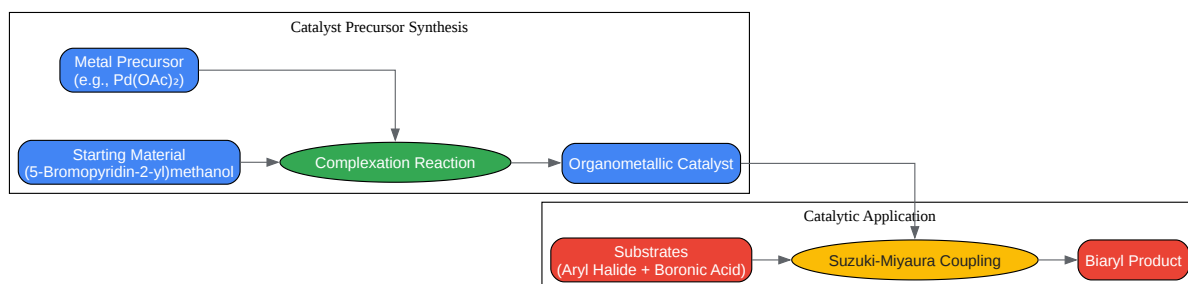 Catalyst Precursor Synthesis
Metal Precursor
(e.g., Pd(OAc)₂)
Starting Material
(5-Bromopyridin-2-yl)methanol
Complexation Reaction
Organometallic Catalyst
Catalytic Application
Substrates
(Aryl Halide + Boronic Acid)
Suzuki-Miyaura Coupling
Biaryl Product